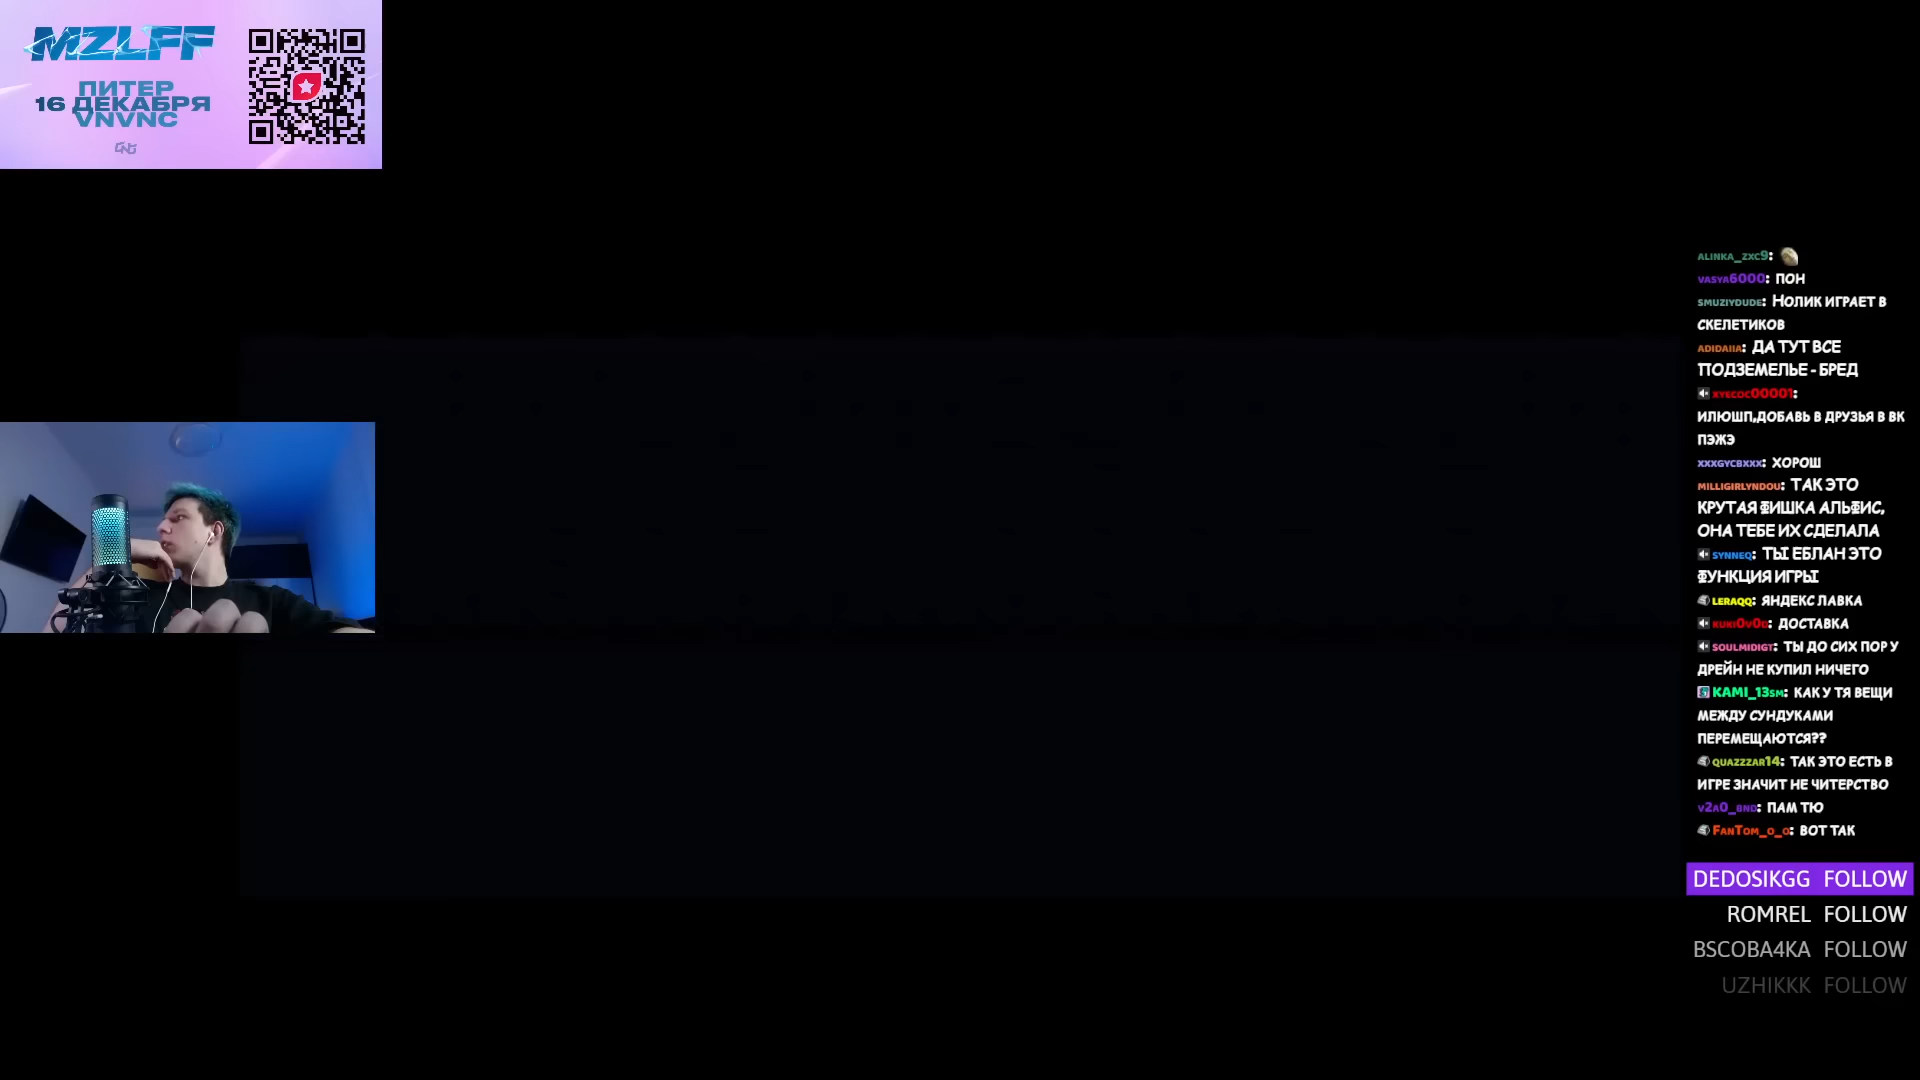 MZLFF
ПИТЕР
16 ДЕКАБРЯ
VNVNC
ALINKA_ZXC9:
VASYA6000: ПОН
SMUZIYDUDE: НОЛИК ИГРАЕТ В
СКЕЛЕТИКОВ
ADIDAIIA: ДА ТУТ ВСЕ
ПОДЗЕМЕЛЬЕ - БРЕД
XYECOC00001:
ИЛЮШП,ДОБАВЬ В ДРУЗЬЯ В ВК
ПЭЖЭ
XXXGYCBXXX: ХОРОШ
MILLIGIRLYNDOU: ТАК ЭТО
КРУТАЯ ФИШКА АЛЬФИС,
ОНА ТЕБЕ ИХ СДЕЛАЛА
SYNNEQ: ТЫ ЕБЛАН ЭТО
ФУНКЦИЯ ИГРЫ
LERAQQ: ЯНДЕКС ЛАВКА
KUKI0V0O: ДОСТАВКА
SOULMIDIGT: ТЫ ДО СИХ ПОР У
ДРЕЙН НЕ КУПИЛ НИЧЕГО
KAMI_13SM: КАК У ТЯ ВЕЩИ
МЕЖДУ СУНДУКАМИ
ПЕРЕМЕЩАЮТСЯ??
QUAZZZAR14: ТАК ЭТО ЕСТЬ В
ИГРЕ ЗНАЧИТ НЕ ЧИТЕРСТВО
V2A0_BND: ПАМ ТЮ
FANTOM_O_O: ВОТ ТАК
DEDOSIKGG FOLLOW
ROMREL FOLLOW
BSCOBA4KA FOLLOW
UZHIKKK FOLLOW